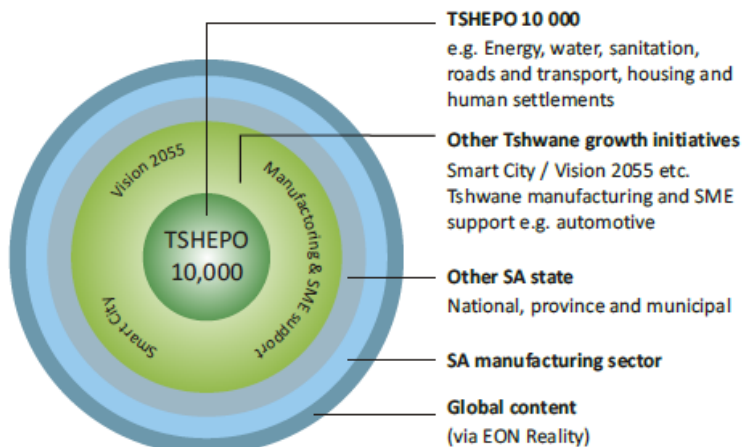 TSHEPO 10 000
e.g. Energy, water, sanitation,
roads and transport, housing and
human settlements
Other Tshwane growth initiatives
Smart City / Vision 2055 etc.
Tshwane manufacturing and SME
support e.g. automotive
Other SA state
National, province and municipal
SA manufacturing sector
Global content
(via EON Reality)
Vision 2055
Manufactoring & SME support
Smart City
TSHEPO
10,000